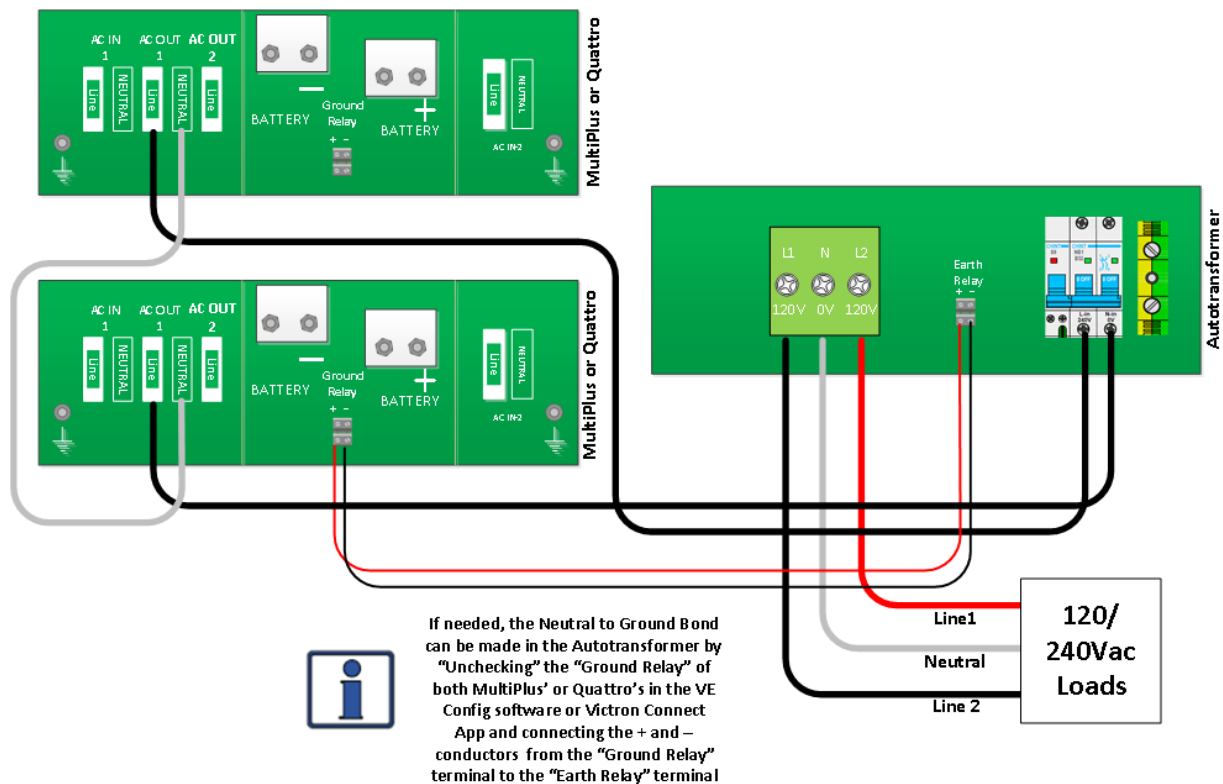 AC IN
1
AC OUT
1
AC OUT
2
Line
NEUTRAL
Line
NEUTRAL
Line
BATTERY
−
Ground
Relay
+ −
+
BATTERY
Line
NEUTRAL
AC IN-2
MultiPlus or Quattro
AC IN
1
AC OUT
1
AC OUT
2
Line
NEUTRAL
Line
NEUTRAL
Line
BATTERY
−
Ground
Relay
+ −
+
BATTERY
Line
NEUTRAL
AC IN-2
MultiPlus or Quattro
L1 N L2
120V 0V 120V
Earth
Relay
+ −
CHNT
CHNT
L-in
240V
N-in
0V
Autotransformer
Line1
Neutral
Line 2
120/
240Vac
Loads
If needed, the Neutral to Ground Bond
can be made in the Autotransformer by
“Unchecking” the “Ground Relay” of
both MultiPlus’ or Quattro’s in the VE
Config software or Victron Connect
App and connecting the + and –
conductors from the “Ground Relay”
terminal to the “Earth Relay” terminal